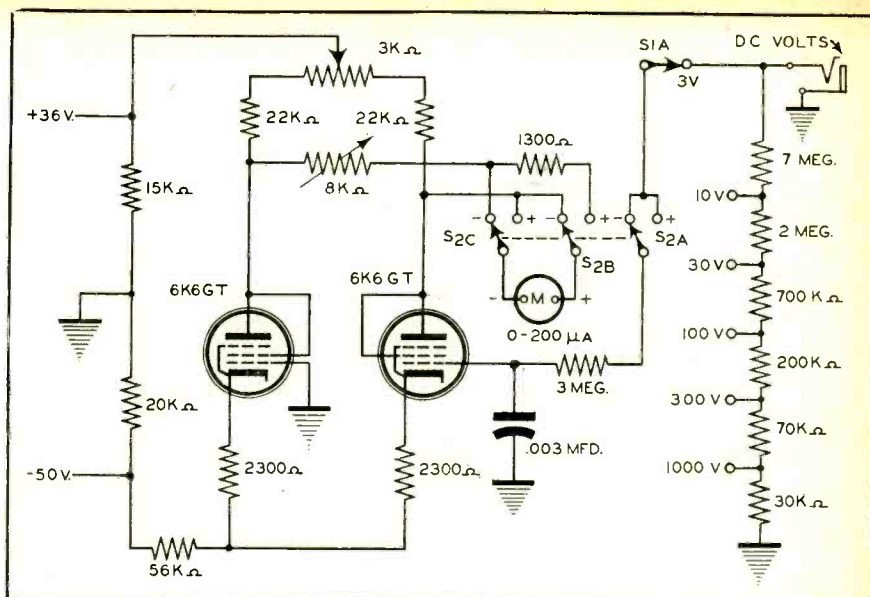 3KΩ
S1A
DC VOLTS
3V
+36V.
22KΩ
22KΩ
1300Ω
7 MEG.
8KΩ
15KΩ
10V
- + - + - +
S2C
S2B
S2A
2 MEG.
6K6GT
6K6GT
30V
- M +
0-200 µA
700 KΩ
100 V
3 MEG.
200KΩ
20KΩ
300 V
.003 MFD.
70KΩ
-50V.
2300Ω
2300Ω
1000 V
30KΩ
56KΩ